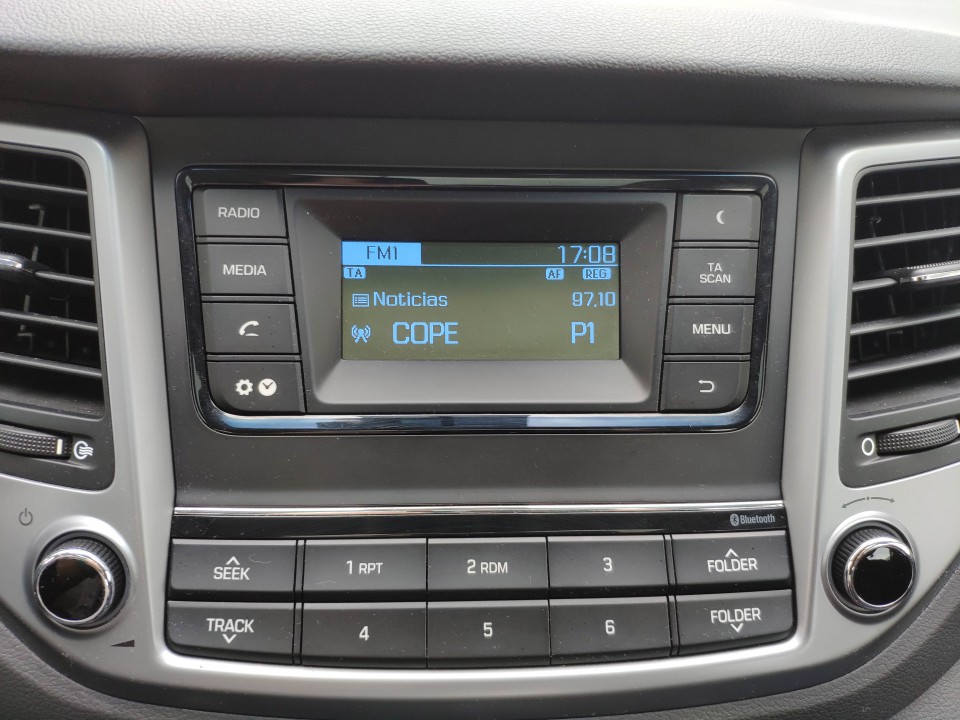 RADIO
MEDIA
FM1 17:08
TA AF REG
Noticias 97.10
COPE P1
TA SCAN
MENU
Bluetooth
SEEK 1 RPT 2 RDM 3 FOLDER
TRACK 4 5 6 FOLDER